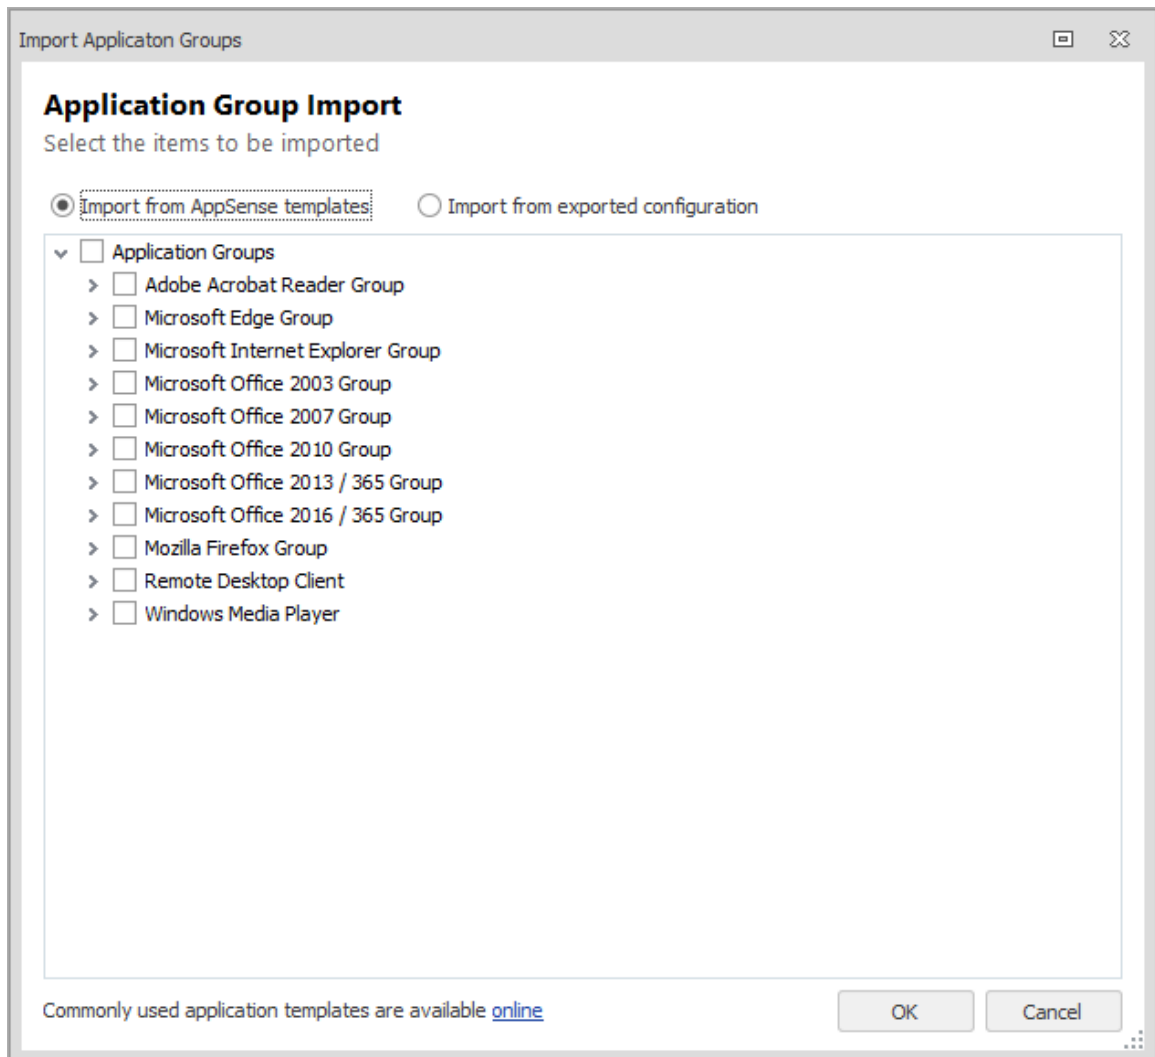 Import Applicaton Groups
Application Group Import
Select the items to be imported
Import from AppSense templates Import from exported configuration
Application Groups
Adobe Acrobat Reader Group
Microsoft Edge Group
Microsoft Internet Explorer Group
Microsoft Office 2003 Group
Microsoft Office 2007 Group
Microsoft Office 2010 Group
Microsoft Office 2013 / 365 Group
Microsoft Office 2016 / 365 Group
Mozilla Firefox Group
Remote Desktop Client
Windows Media Player
Commonly used application templates are available online OK Cancel